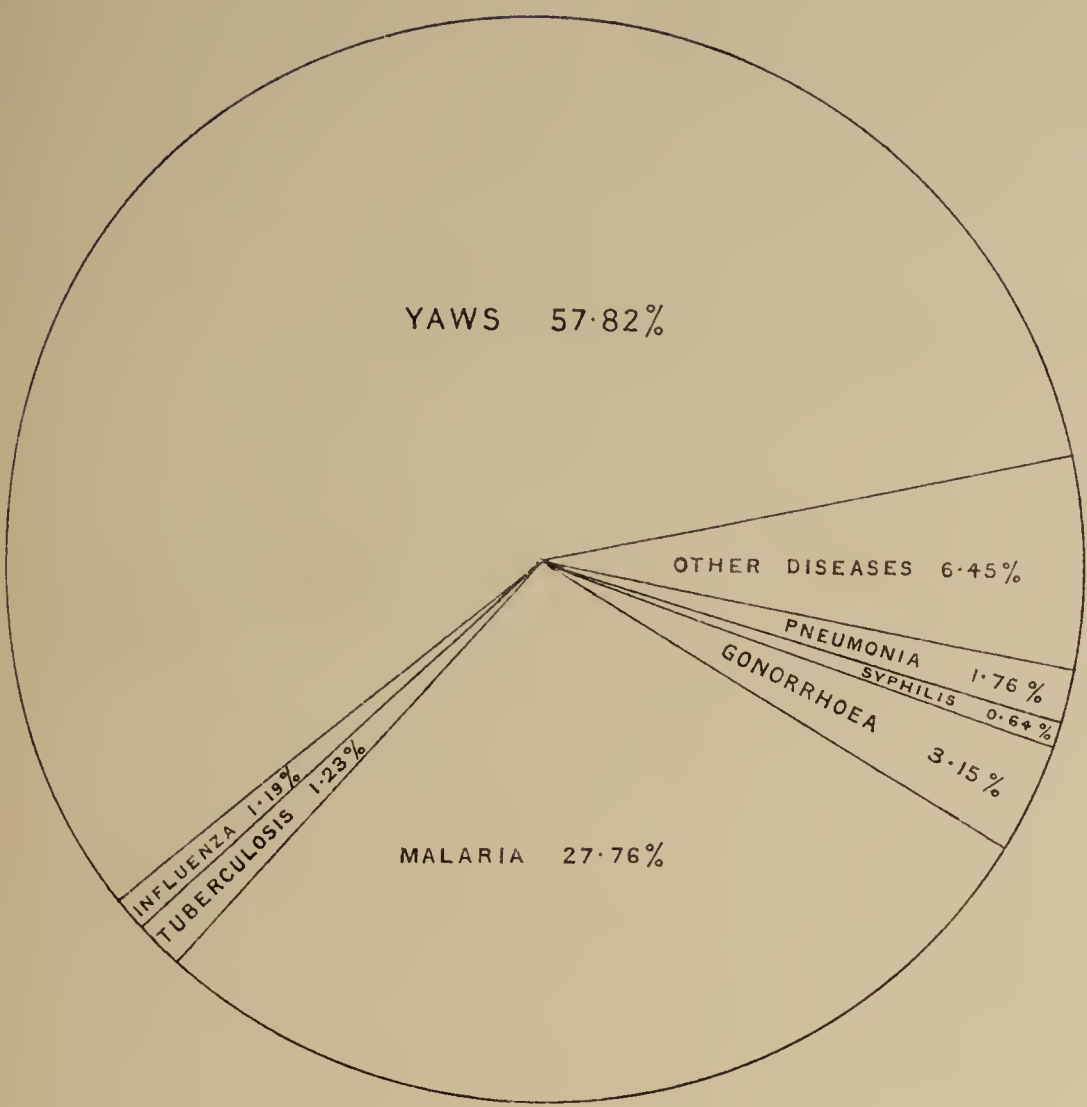 YAWS 57·82%
OTHER DISEASES 6·45%
PNEUMONIA 1·76%
SYPHILIS 0·64%
GONORRHOEA 3·15%
INFLUENZA 1·19%
TUBERCULOSIS 1·23%
MALARIA 27·76%